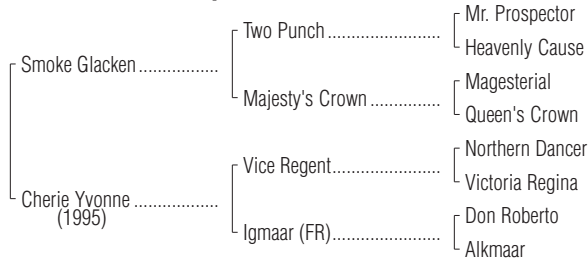 Mr. Prospector
Two Punch ........................
Heavenly Cause
Smoke Glacken .................
Magesterial
Majesty's Crown ...............
Queen's Crown
Northern Dancer
Vice Regent.......................
Victoria Regina
Cherie Yvonne ..................
(1995)
Don Roberto
Igmaar (FR).......................
Alkmaar